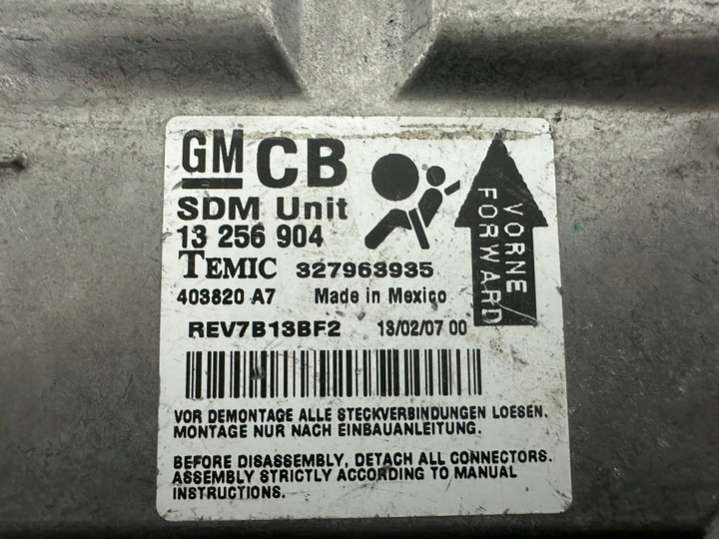 GM CB
SDM Unit
13 256 904
TEMIC 327963935
403820 A7 Made in Mexico
REV7B13BF2 13/02/07 00
VORNE
FORWARD
VOR DEMONTAGE ALLE STECKVERBINDUNGEN LOESEN.
MONTAGE NUR NACH EINBAUANLEITUNG.
BEFORE DISASSEMBLY, DETACH ALL CONNECTORS.
ASSEMBLY STRICTLY ACCORDING TO MANUAL
INSTRUCTIONS.